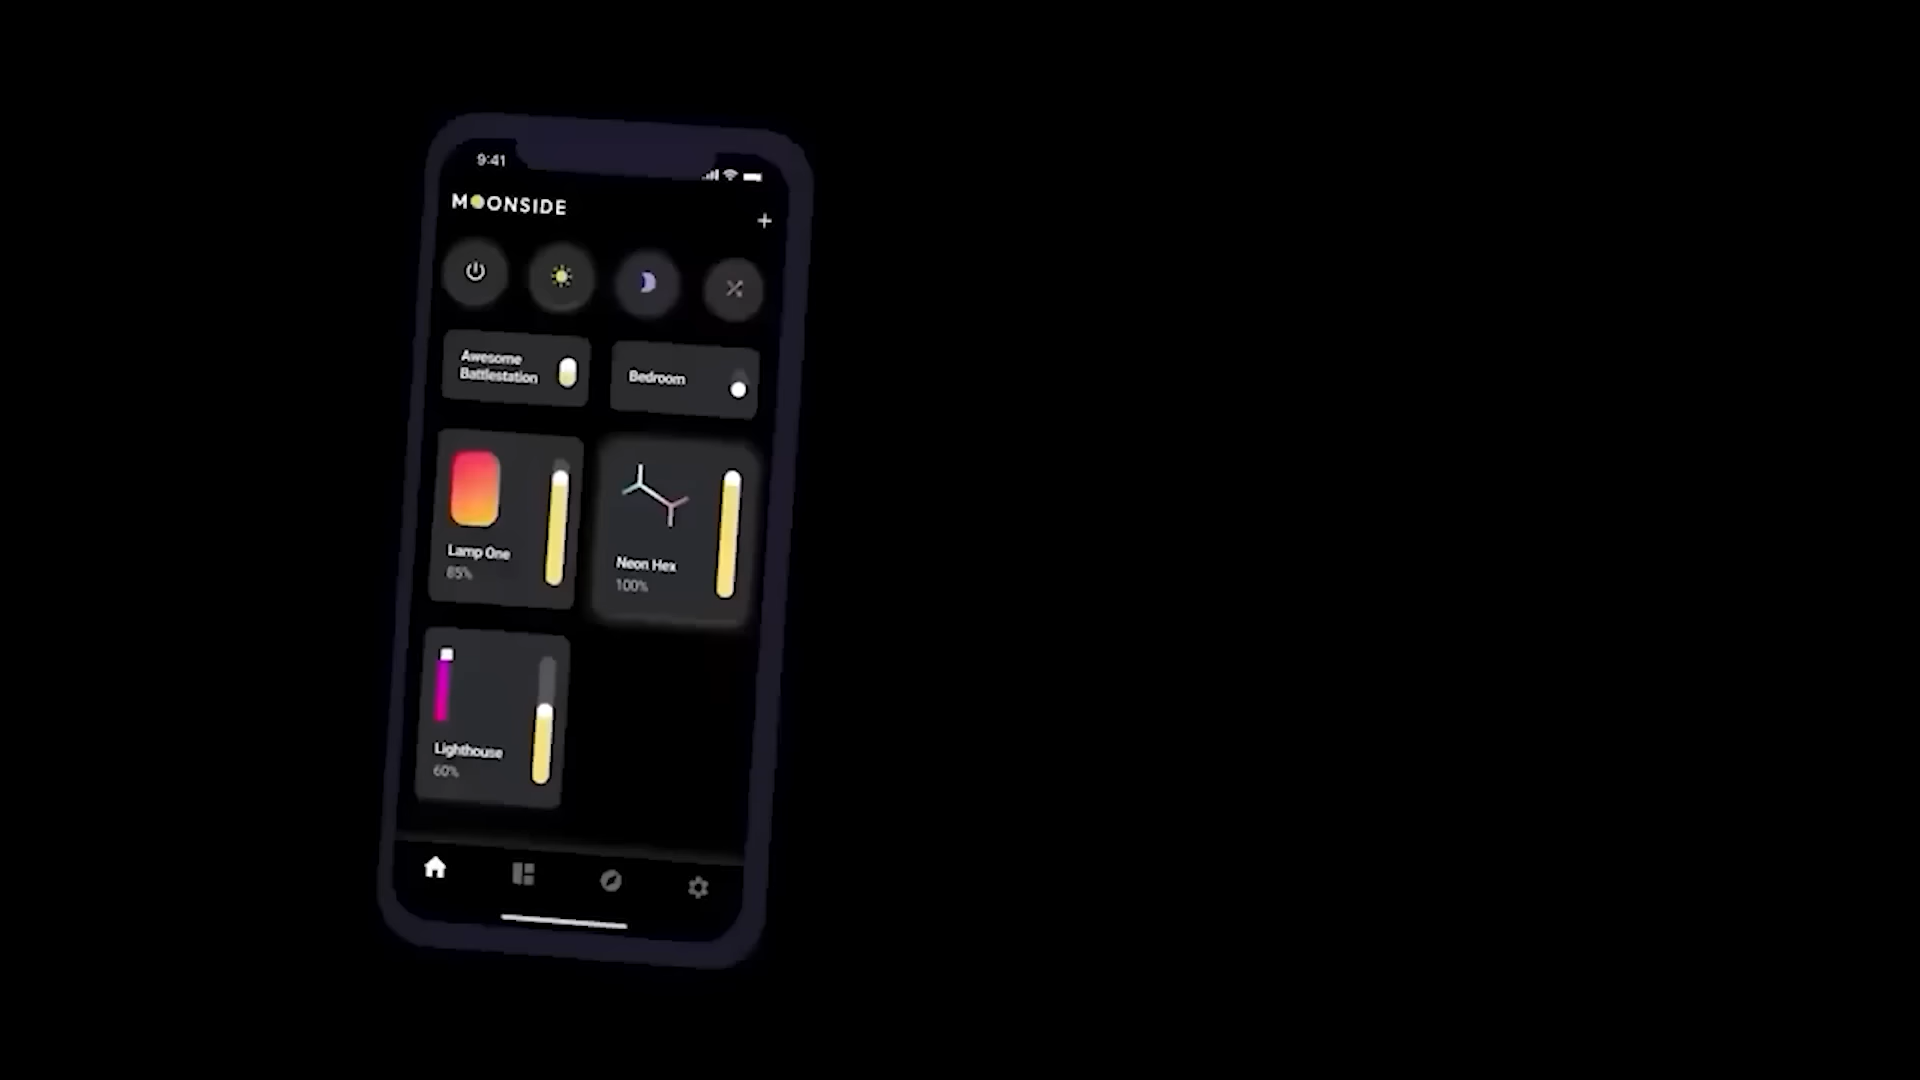 9:41
MOONSIDE
Awesome
Battlestation
Bedroom
Lamp One
85%
Neon Hex
100%
Lighthouse
60%